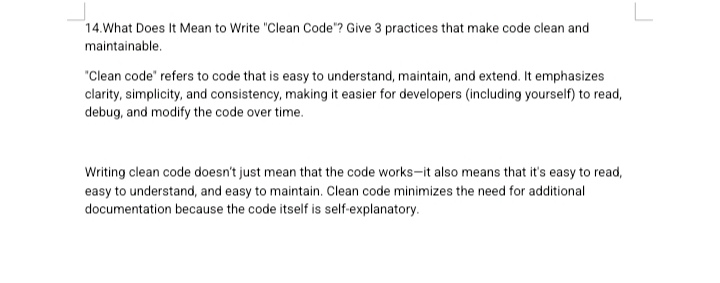 14.What Does It Mean to Write "Clean Code"? Give 3 practices that make code clean and
maintainable.
"Clean code" refers to code that is easy to understand, maintain, and extend. It emphasizes
clarity, simplicity, and consistency, making it easier for developers (including yourself) to read,
debug, and modify the code over time.
Writing clean code doesn't just mean that the code works—it also means that it's easy to read,
easy to understand, and easy to maintain. Clean code minimizes the need for additional
documentation because the code itself is self-explanatory.